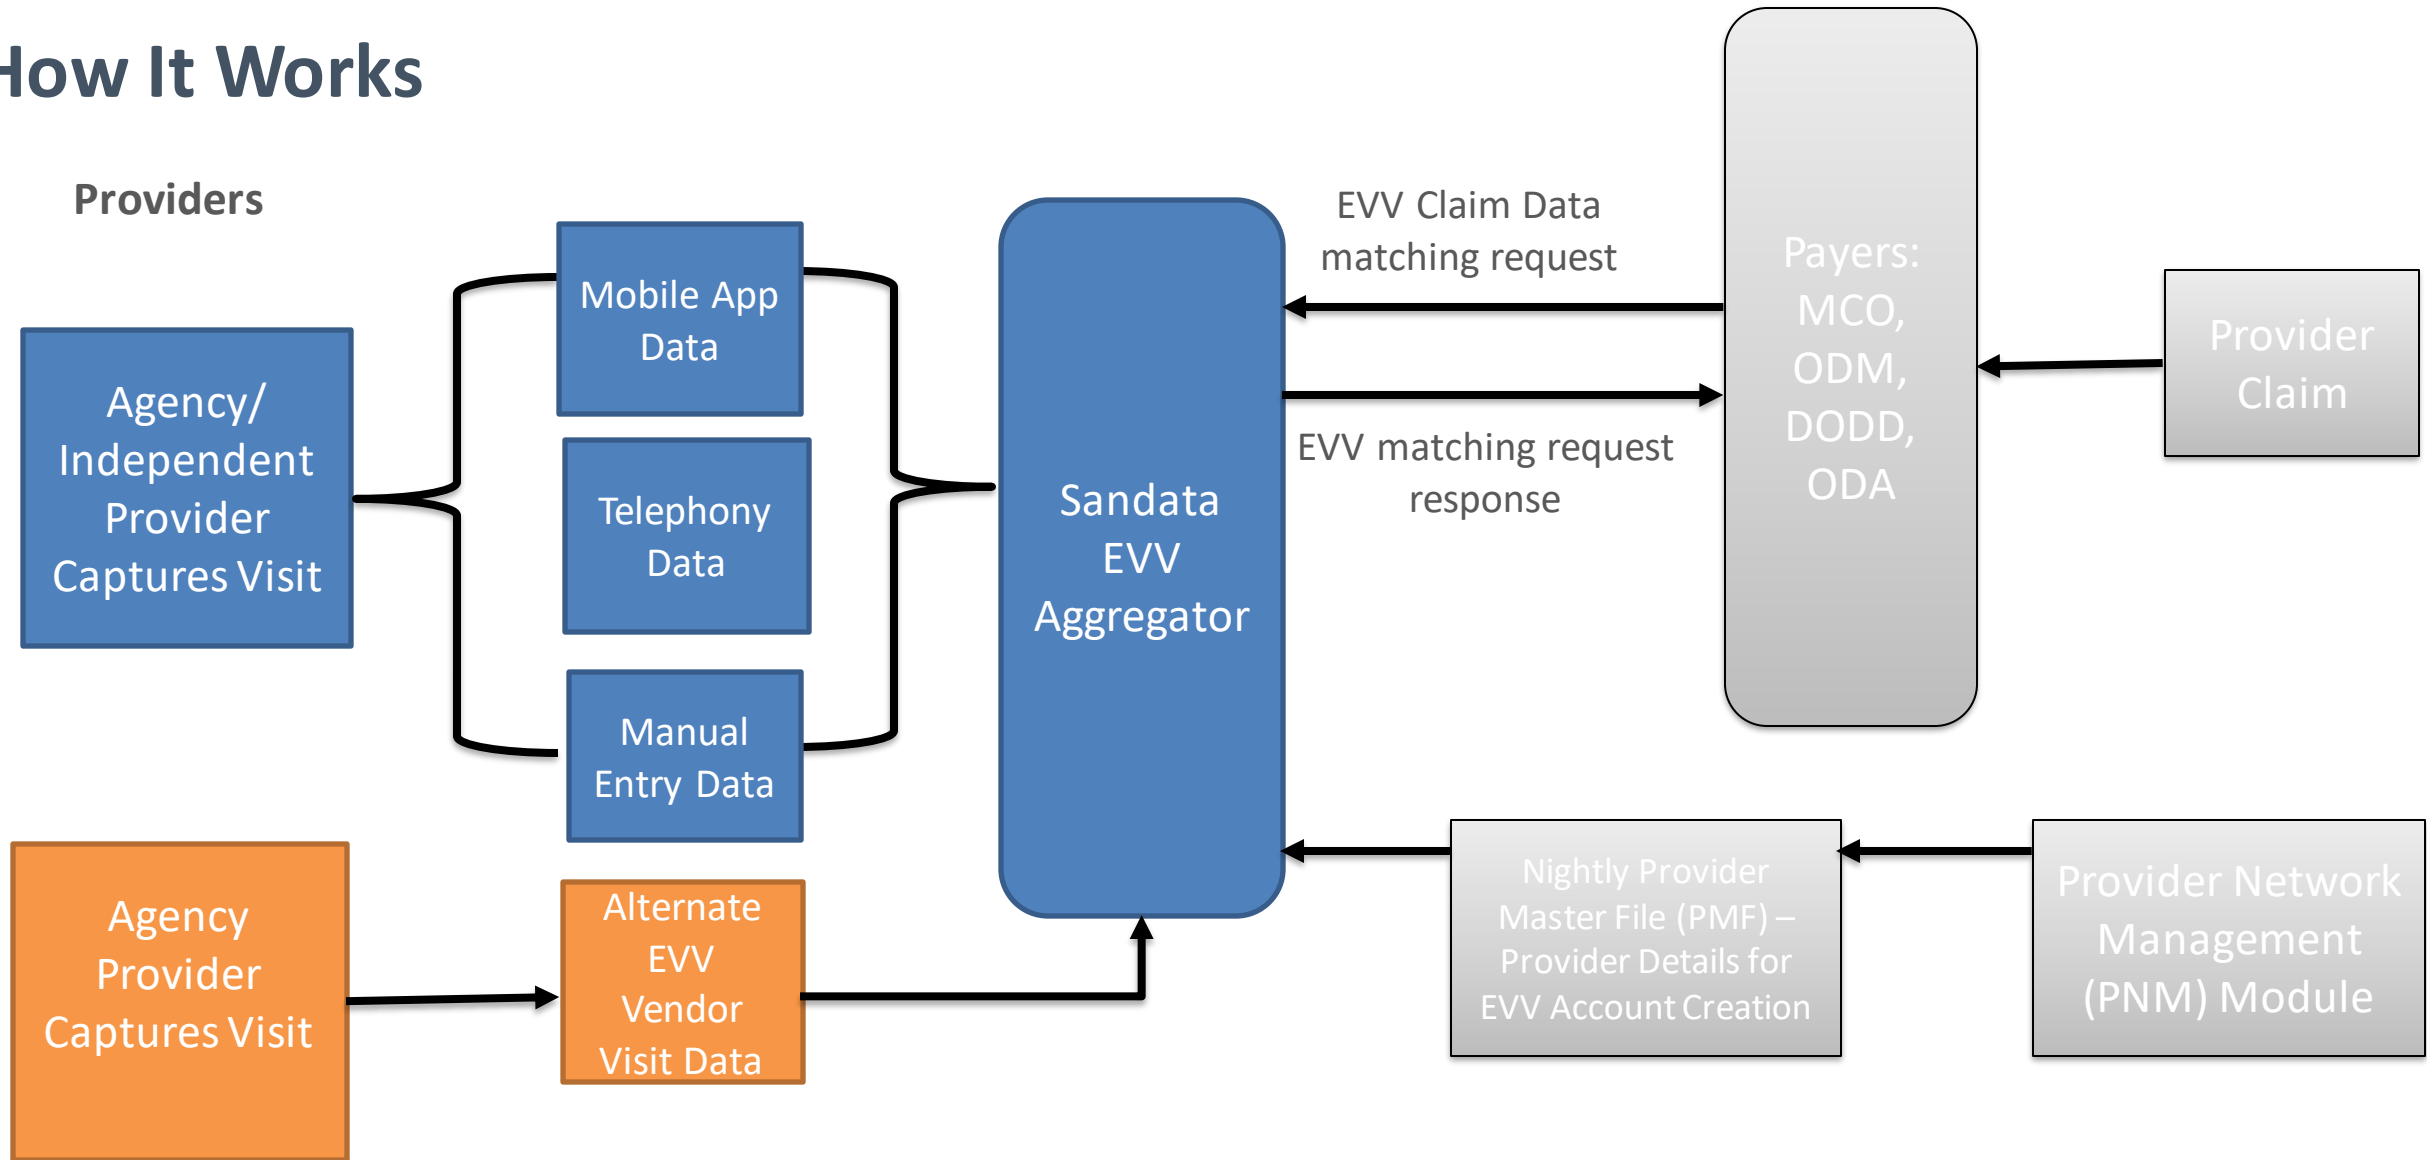 How It Works
Providers
Agency/
Independent
Provider
Captures Visit
Mobile App
Data
Telephony
Data
Manual
Entry Data
Agency
Provider
Captures Visit
Alternate
EVV
Vendor
Visit Data
Sandata
EVV
Aggregator
EVV Claim Data
matching request
EVV matching request
response
Payers:
MCO,
ODM,
DODD,
ODA
Provider
Claim
Nightly Provider
Master File (PMF) –
Provider Details for
EVV Account Creation
Provider Network
Management
(PNM) Module